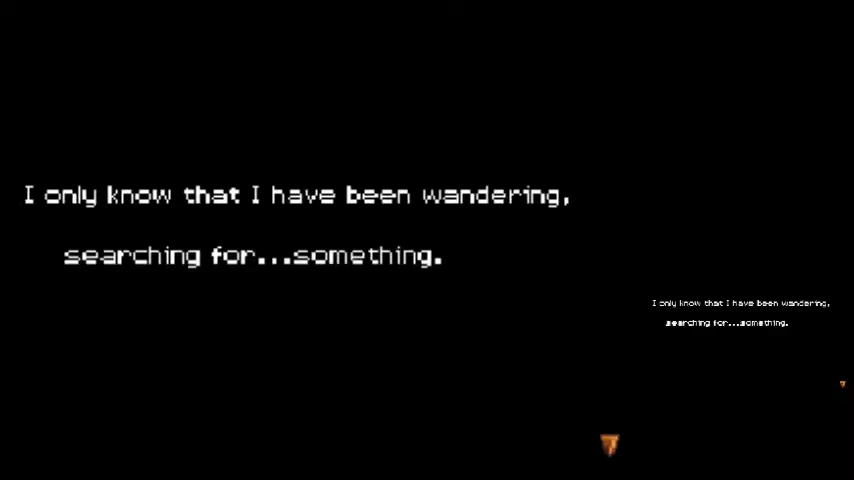 I only know that I have been wandering,
searching for...something.
I only know that I have been wandering,
searching for...something.